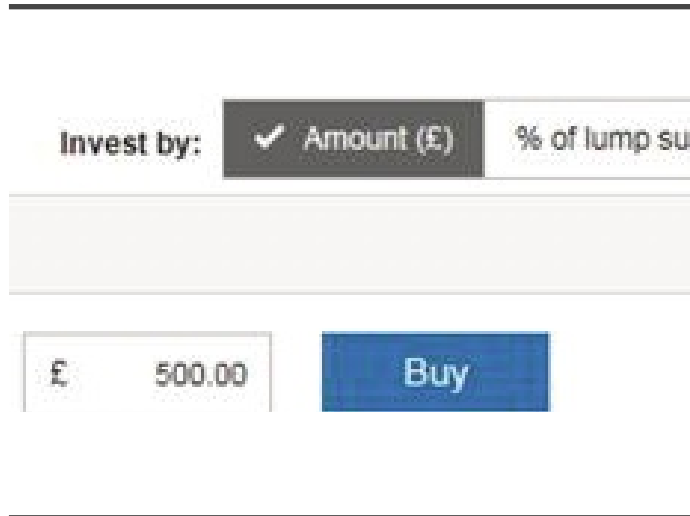 Invest by: Amount (£) % of lump su
£ 500.00 Buy